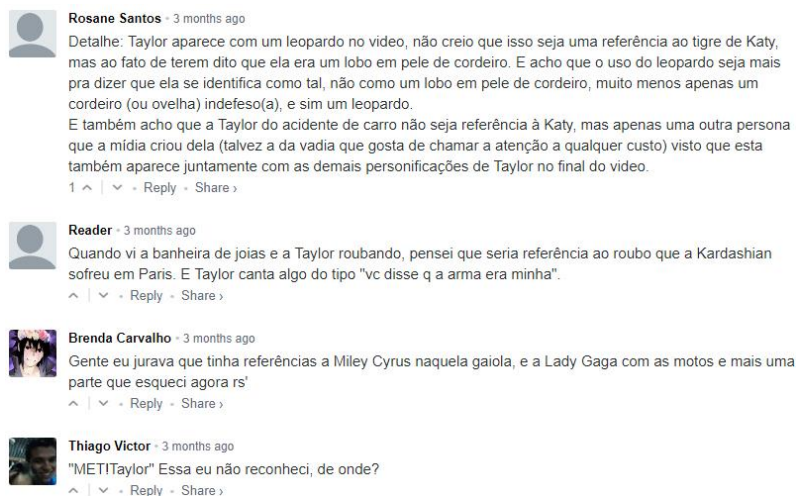 Rosane Santos • 3 months ago
Detalhe: Taylor aparece com um leopardo no video, não creio que isso seja uma referência ao tigre de Katy,
mas ao fato de terem dito que ela era um lobo em pele de cordeiro. E acho que o uso do leopardo seja mais
pra dizer que ela se identifica como tal, não como um lobo em pele de cordeiro, muito menos apenas um
cordeiro (ou ovelha) indefeso(a), e sim um leopardo.
E também acho que a Taylor do acidente de carro não seja referência à Katy, mas apenas uma outra persona
que a mídia criou dela (talvez a da vadia que gosta de chamar a atenção a qualquer custo) visto que esta
também aparece juntamente com as demais personificações de Taylor no final do video.
1 • Reply • Share ›
Reader • 3 months ago
Quando vi a banheira de joias e a Taylor roubando, pensei que seria referência ao roubo que a Kardashian
sofreu em Paris. E Taylor canta algo do tipo "vc disse q a arma era minha".
• Reply • Share ›
Brenda Carvalho • 3 months ago
Gente eu jurava que tinha referências a Miley Cyrus naquela gaiola, e a Lady Gaga com as motos e mais uma
parte que esqueci agora rs'
• Reply • Share ›
Thiago Victor • 3 months ago
"MET!Taylor" Essa eu não reconheci, de onde?
• Reply • Share ›